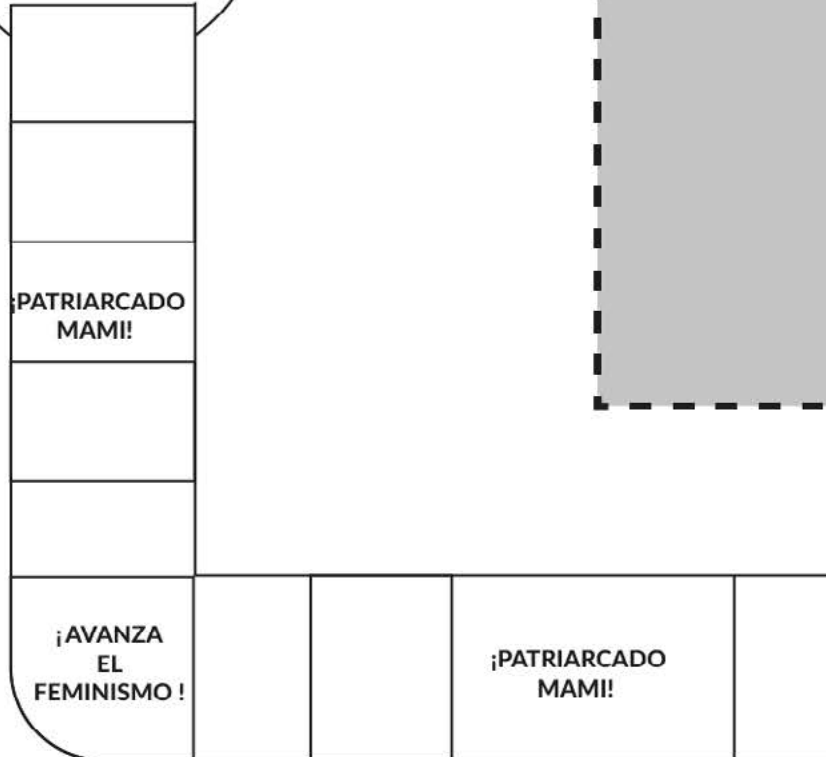 ¡PATRIARCADO
MAMI!
¡AVANZA
EL
FEMINISMO !
¡PATRIARCADO
MAMI!